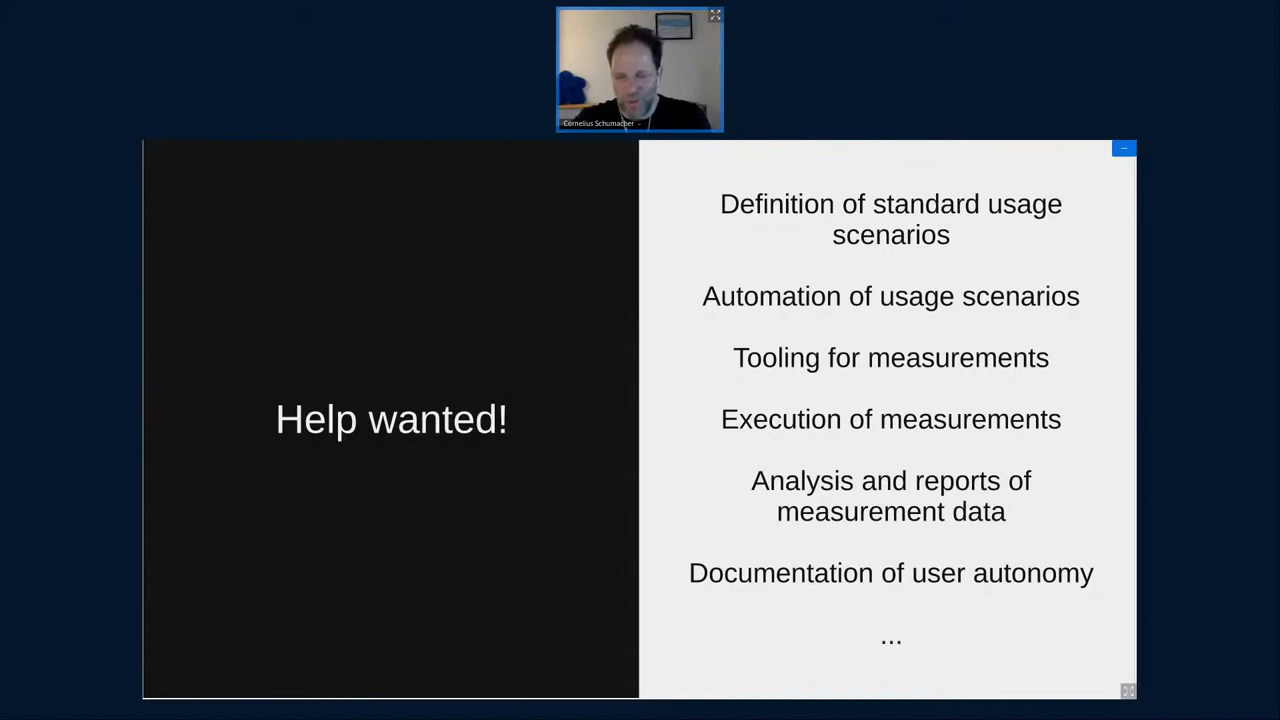 Cornelius Schumacher
Help wanted!
Definition of standard usage
scenarios
Automation of usage scenarios
Tooling for measurements
Execution of measurements
Analysis and reports of
measurement data
Documentation of user autonomy
...